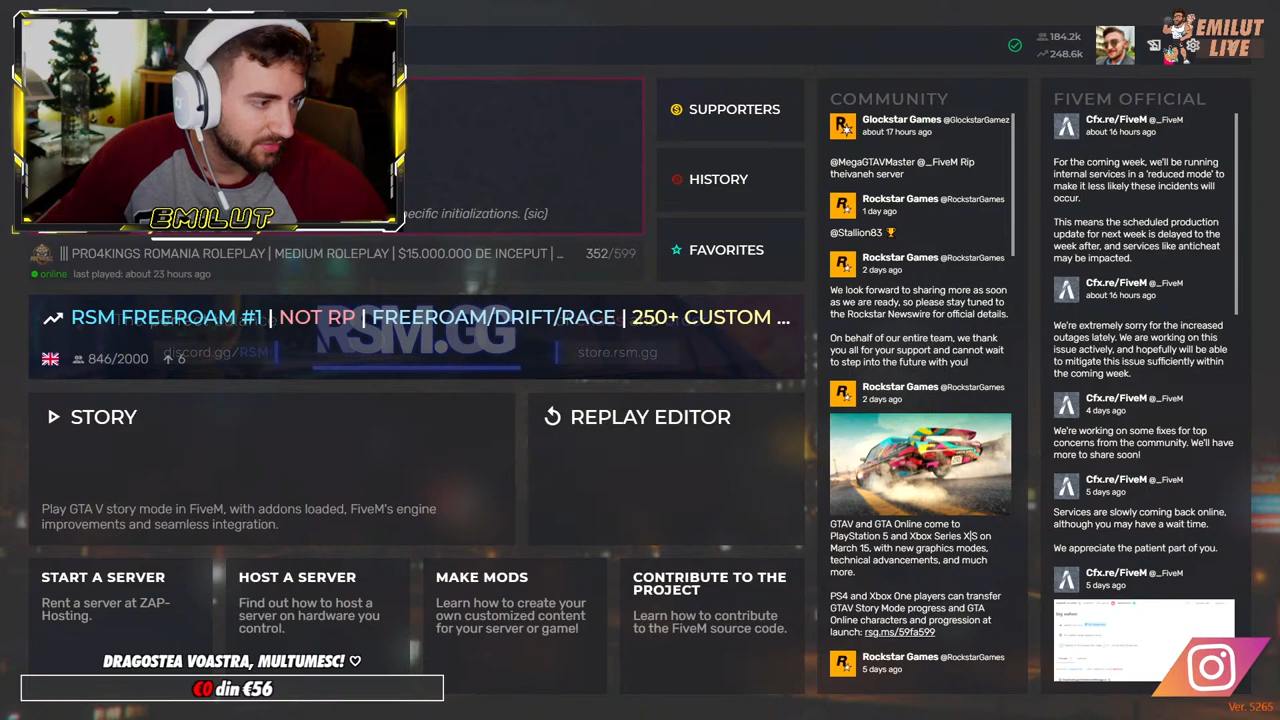 EMILUT
ecific initializations. (sic)
||| PRO4KINGS ROMANIA ROLEPLAY | MEDIUM ROLEPLAY | $15.000.000 DE INCEPUT | ...
352/599
online last played: about 23 hours ago
RSM FREEROAM #1 | NOT RP | FREEROAM/DRIFT/RACE | 250+ CUSTOM ...
discord.gg/RSM
RSM.GG
store.rsm.gg
846/2000 6
STORY
Play GTA V story mode in FiveM, with addons loaded, FiveM's engine
improvements and seamless integration.
REPLAY EDITOR
START A SERVER
Rent a server at ZAP-
Hosting.
HOST A SERVER
Find out how to host a
server on hardware you
control.
MAKE MODS
Learn how to create your
own customized content
for your server or game!
CONTRIBUTE TO THE
PROJECT
Learn how to contribute
to the FiveM source code.
DRAGOSTEA VOASTRA, MULTUMESC! ♡
€0 din €56
SUPPORTERS
HISTORY
FAVORITES
184.2k
248.6k
EMILUT
LIVE
COMMUNITY
Glockstar Games @GlockstarGamez
about 17 hours ago
@MegaGTAVMaster @_FiveM Rip
theivaneh server
Rockstar Games @RockstarGames
1 day ago
@Stallion83 🏆
Rockstar Games @RockstarGames
2 days ago
We look forward to sharing more as soon
as we are ready, so please stay tuned to
the Rockstar Newswire for official details.
On behalf of our entire team, we thank
you all for your support and cannot wait
to step into the future with you!
Rockstar Games @RockstarGames
2 days ago
GTAV and GTA Online come to
PlayStation 5 and Xbox Series X|S on
March 15, with new graphics modes,
technical advancements, and much
more.
PS4 and Xbox One players can transfer
both Story Mode progress and GTA
Online characters and progression at
launch: rsg.ms/59fa599
Rockstar Games @RockstarGames
5 days ago
FIVEM OFFICIAL
Cfx.re/FiveM @_FiveM
about 16 hours ago
For the coming week, we'll be running
internal services in a 'reduced mode' to
make it less likely these incidents will
occur.
This means the scheduled production
update for next week is delayed to the
week after, and services like anticheat
may be impacted.
Cfx.re/FiveM @_FiveM
about 16 hours ago
We're extremely sorry for the increased
outages lately. We are working on this
issue actively, and hopefully will be able
to mitigate this issue sufficiently within
the coming week.
Cfx.re/FiveM @_FiveM
4 days ago
We're working on some fixes for top
concerns from the community. We'll have
more to share soon!
Cfx.re/FiveM @_FiveM
5 days ago
Services are slowly coming back online,
although you may have a wait time.
We appreciate the patient part of you.
Cfx.re/FiveM @_FiveM
5 days ago
Ver. 5265